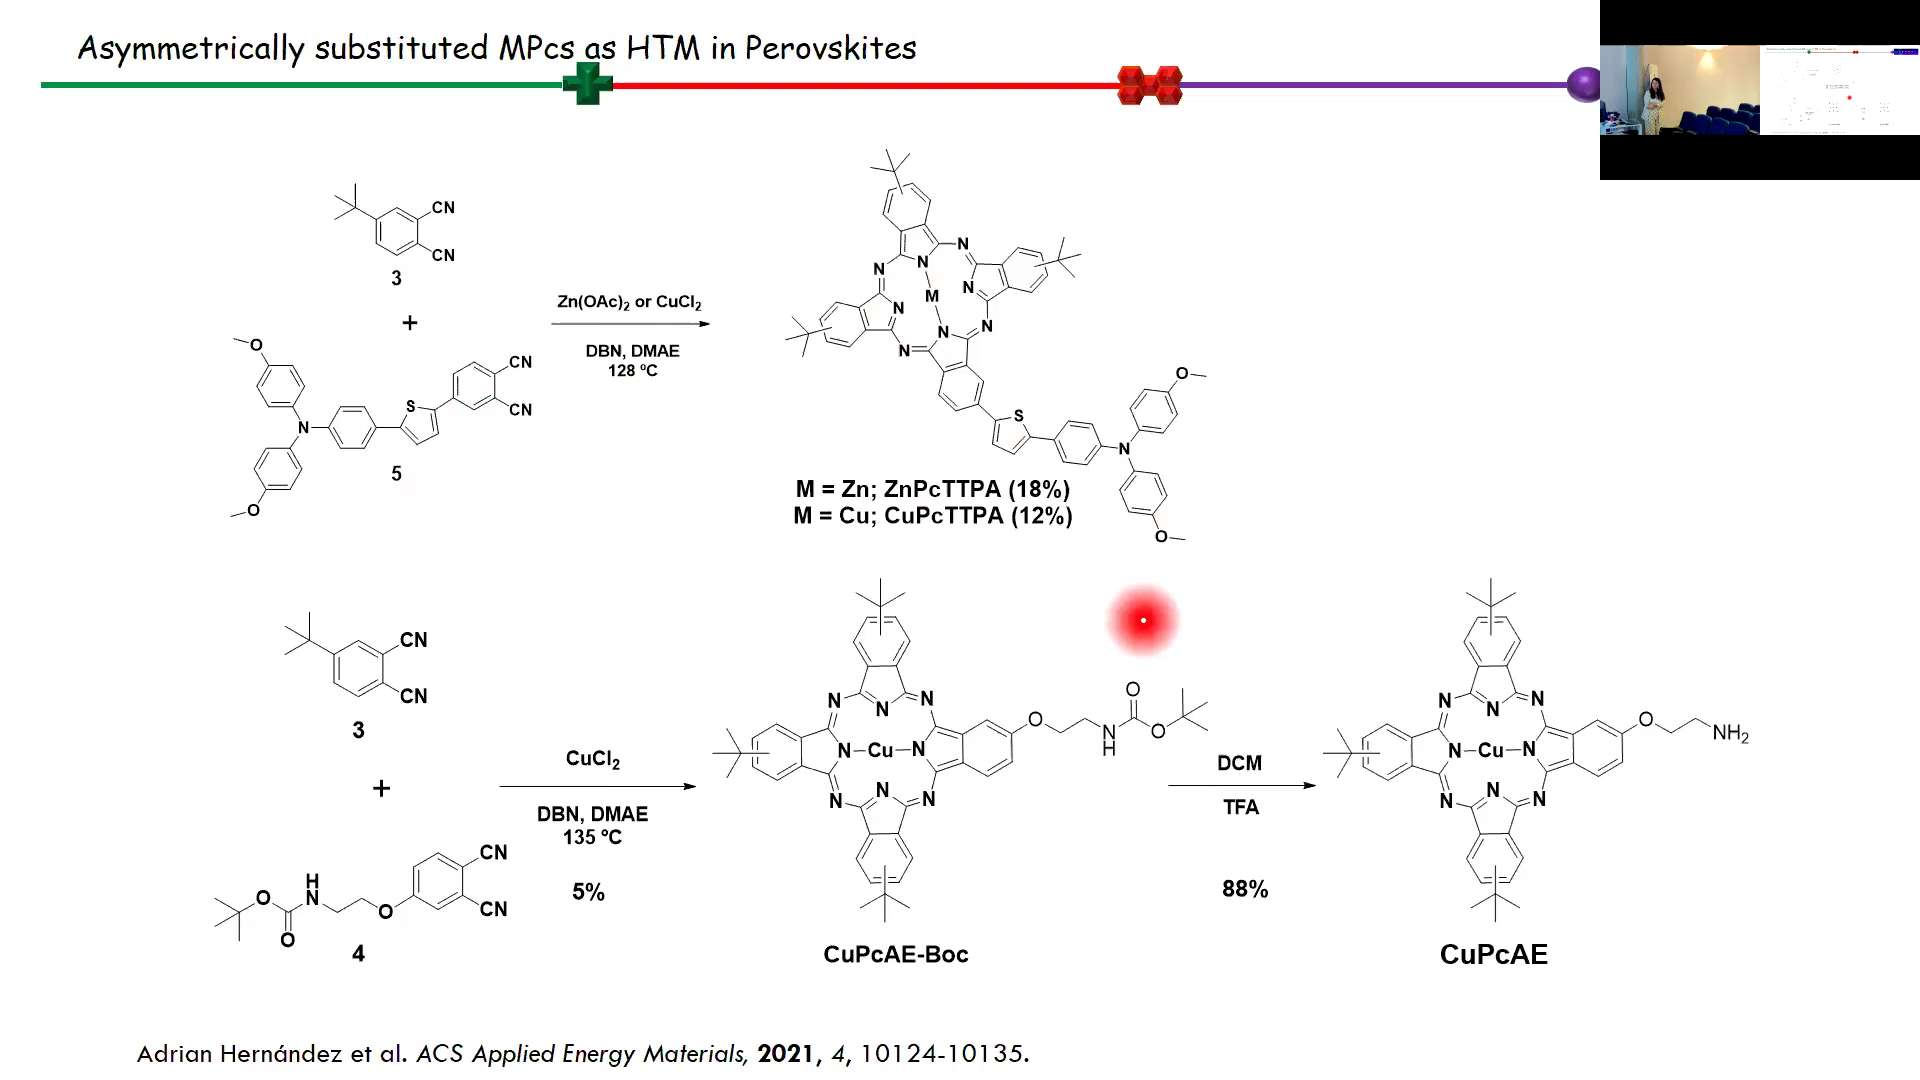 Asymmetrically substituted MPcs as HTM in Perovskites
CN
CN
3
+
O
N
O
S
CN
CN
5
Zn(OAc)2 or CuCl2
DBN, DMAE
128 ºC
N
N
N
N
M
N
N
N
N
S
N
O
O
M = Zn; ZnPcTTPA (18%)
M = Cu; CuPcTTPA (12%)
CN
CN
3
+
O
O
H
N
O
CN
CN
4
CuCl2
DBN, DMAE
135 ºC
5%
N
N
N
N
Cu
N
N
N
N
O
N
H
O
O
CuPcAE-Boc
DCM
TFA
88%
N
N
N
N
Cu
N
N
N
N
O
NH2
CuPcAE
Adrian Hernández et al. ACS Applied Energy Materials, 2021, 4, 10124-10135.